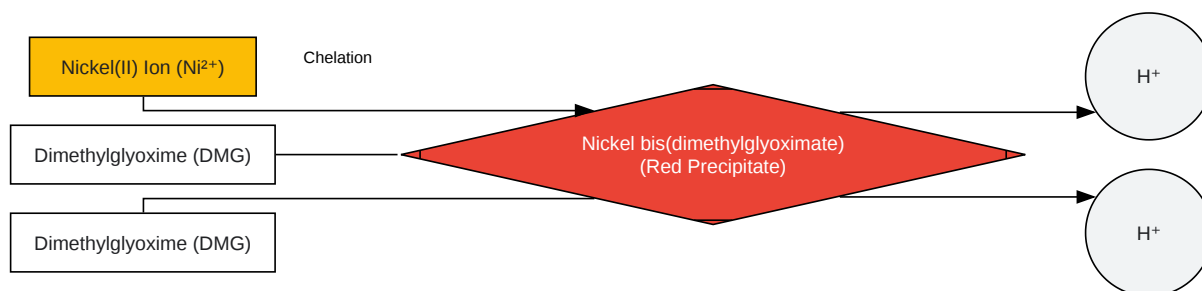 Nickel(II) Ion (Ni²⁺)
Chelation
H⁺
Dimethylglyoxime (DMG)
Nickel bis(dimethylglyoximate)
(Red Precipitate)
Dimethylglyoxime (DMG)
H⁺